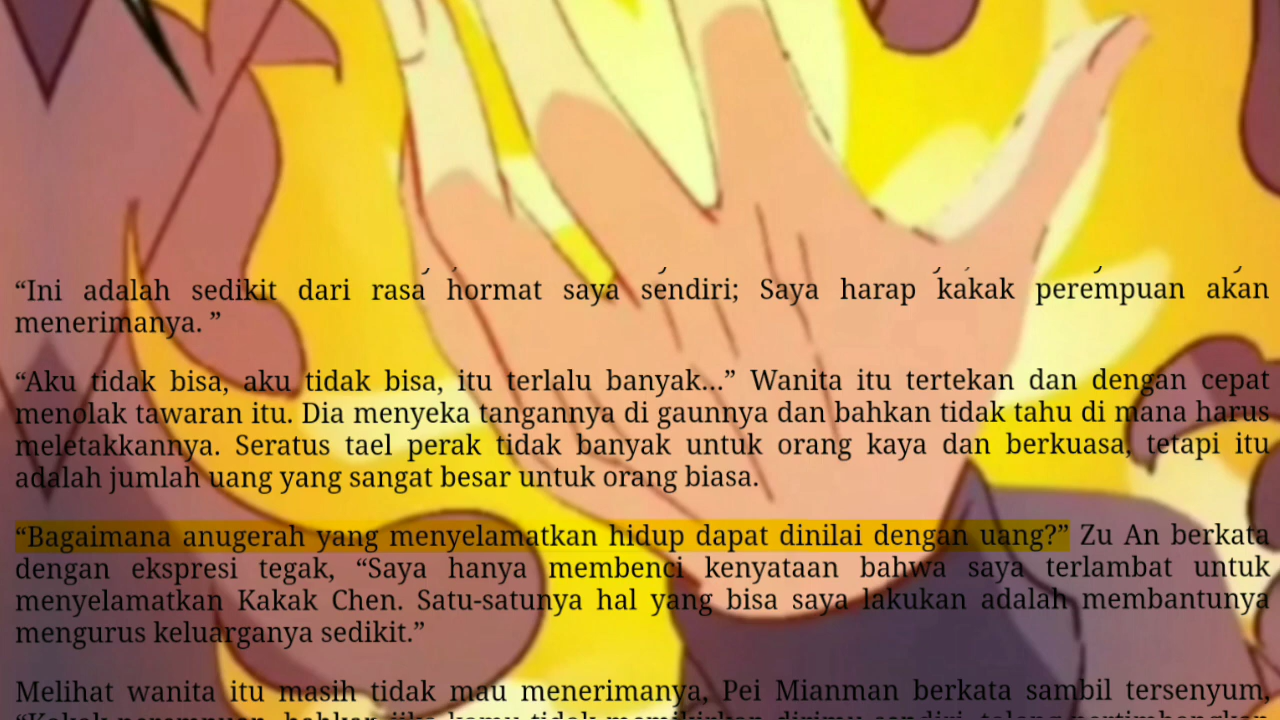 “Ini adalah sedikit dari rasa hormat saya sendiri; Saya harap kakak perempuan akan
menerimanya. ”
“Aku tidak bisa, aku tidak bisa, itu terlalu banyak…” Wanita itu tertekan dan dengan cepat
menolak tawaran itu. Dia menyeka tangannya di gaunnya dan bahkan tidak tahu di mana harus
meletakkannya. Seratus tael perak tidak banyak untuk orang kaya dan berkuasa, tetapi itu
adalah jumlah uang yang sangat besar untuk orang biasa.
“Bagaimana anugerah yang menyelamatkan hidup dapat dinilai dengan uang?” Zu An berkata
dengan ekspresi tegak, “Saya hanya membenci kenyataan bahwa saya terlambat untuk
menyelamatkan Kakak Chen. Satu-satunya hal yang bisa saya lakukan adalah membantunya
mengurus keluarganya sedikit.”
Melihat wanita itu masih tidak mau menerimanya, Pei Mianman berkata sambil tersenyum,